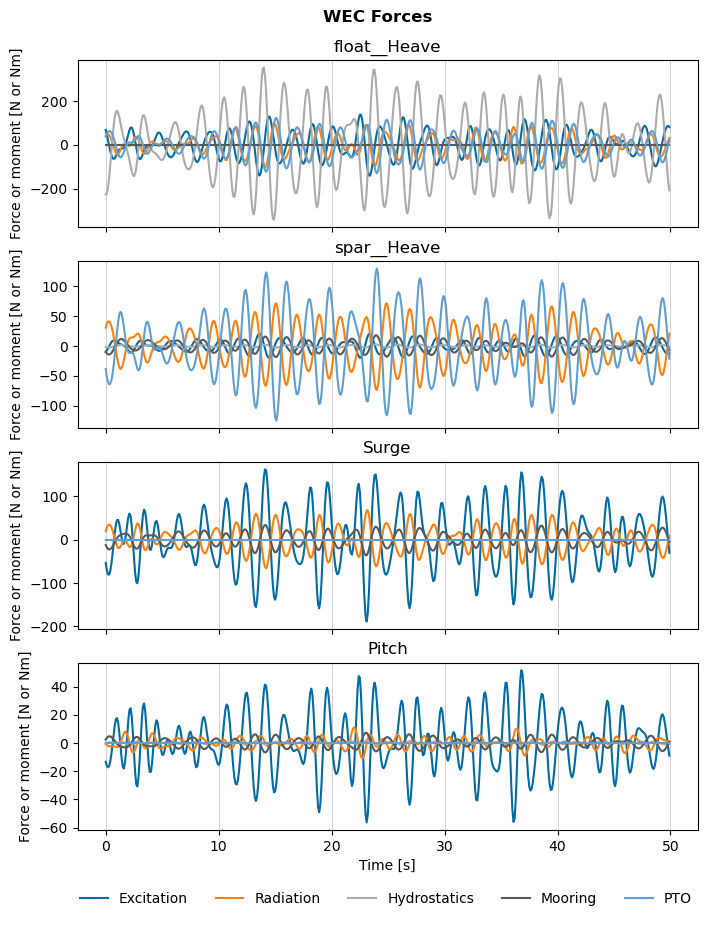 WEC Forces
float__Heave
Force or moment [N or Nm]
200
0
−200
spar__Heave
Force or moment [N or Nm]
100
50
0
−50
−100
Surge
Force or moment [N or Nm]
100
0
−100
−200
Pitch
Force or moment [N or Nm]
40
20
0
−20
−40
−60
0 10 20 30 40 50
Time [s]
Excitation Radiation Hydrostatics Mooring PTO